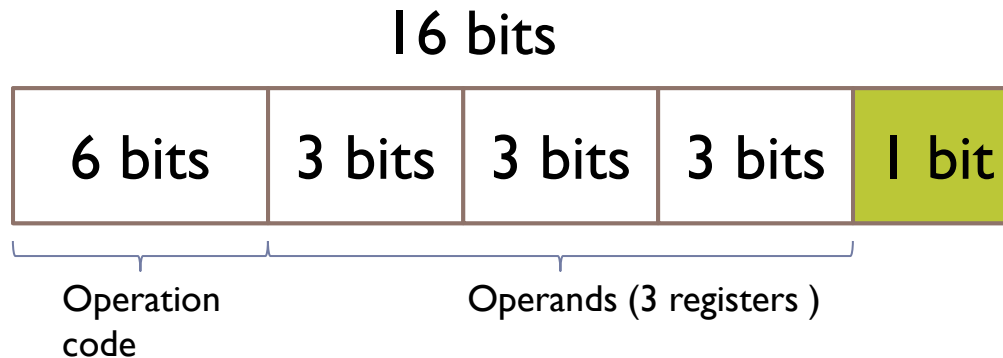 16 bits
6 bits 3 bits 3 bits 3 bits 1 bit
Operation Operands (3 registers )
code